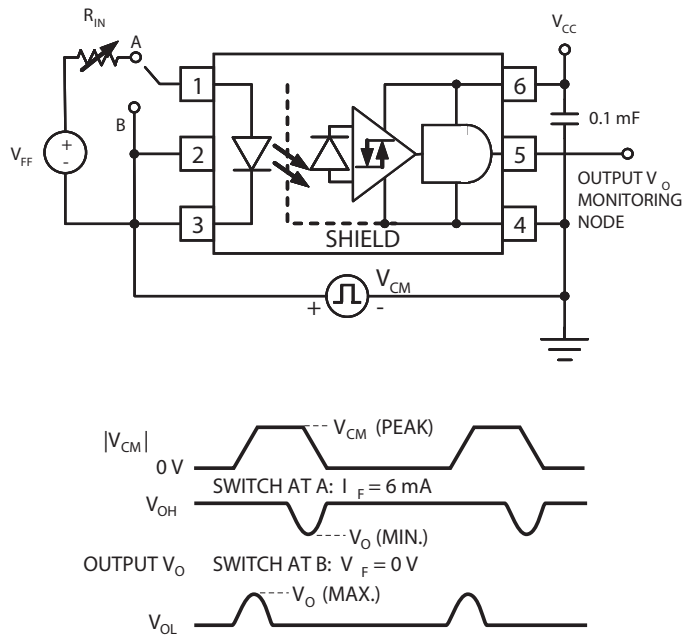 R IN
A
V CC
1
6
B
0.1 mF
V FF
+
-
2
5
OUTPUT V O
MONITORING
NODE
3
4
SHIELD
V CM
+
-
|V CM|
V CM (PEAK)
0 V
SWITCH AT A: I F = 6 mA
V OH
V O (MIN.)
OUTPUT V O
SWITCH AT B: V F = 0 V
V O (MAX.)
V OL